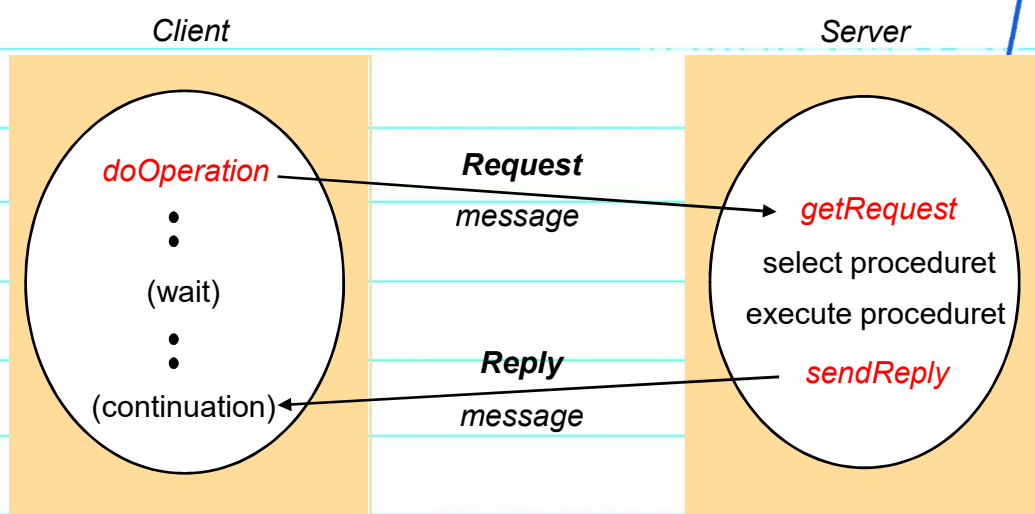 Client
Server
doOperation
Request
message
getRequest
select proceduret
(wait)
execute proceduret
Reply
sendReply
(continuation)
message